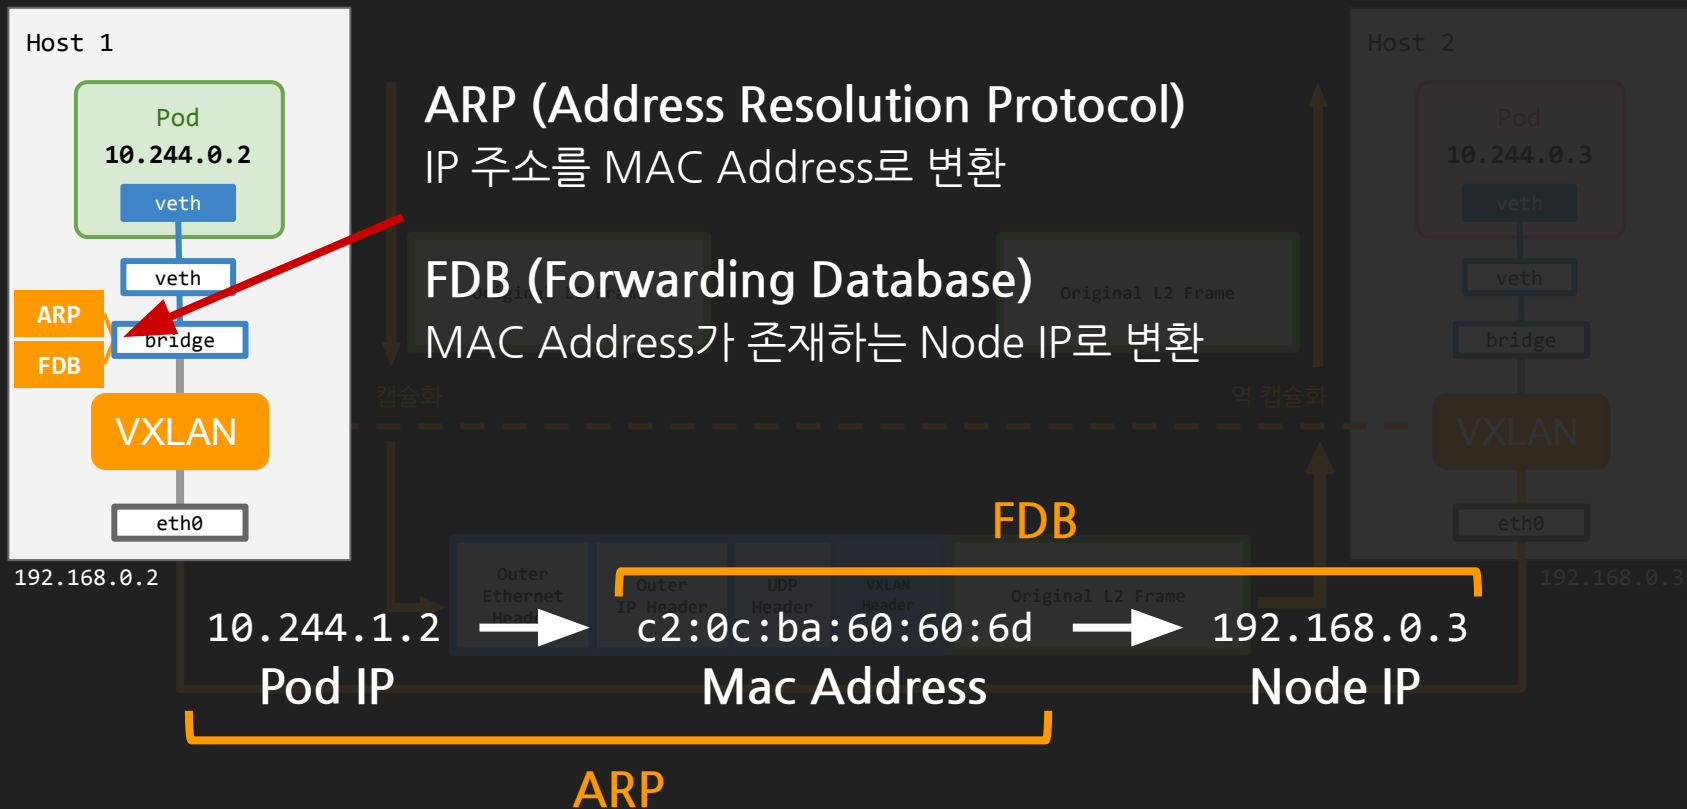 Host 1
Pod
10.244.0.2
veth
veth
ARP
FDB
bridge
VXLAN
eth0
192.168.0.2
ARP (Address Resolution Protocol)
IP 주소를 MAC Address로 변환
FDB (Forwarding Database)
MAC Address가 존재하는 Node IP로 변환
Original L2 Frame
Original L2 Frame
캡슐화
역 캡슐화
Host 2
Pod
10.244.0.3
veth
veth
bridge
VXLAN
eth0
192.168.0.3
Outer
Ethernet
Header
Outer
IP Header
UDP
Header
VXLAN
Header
Original L2 Frame
FDB
10.244.1.2
c2:0c:ba:60:60:6d
192.168.0.3
Pod IP
Mac Address
Node IP
ARP